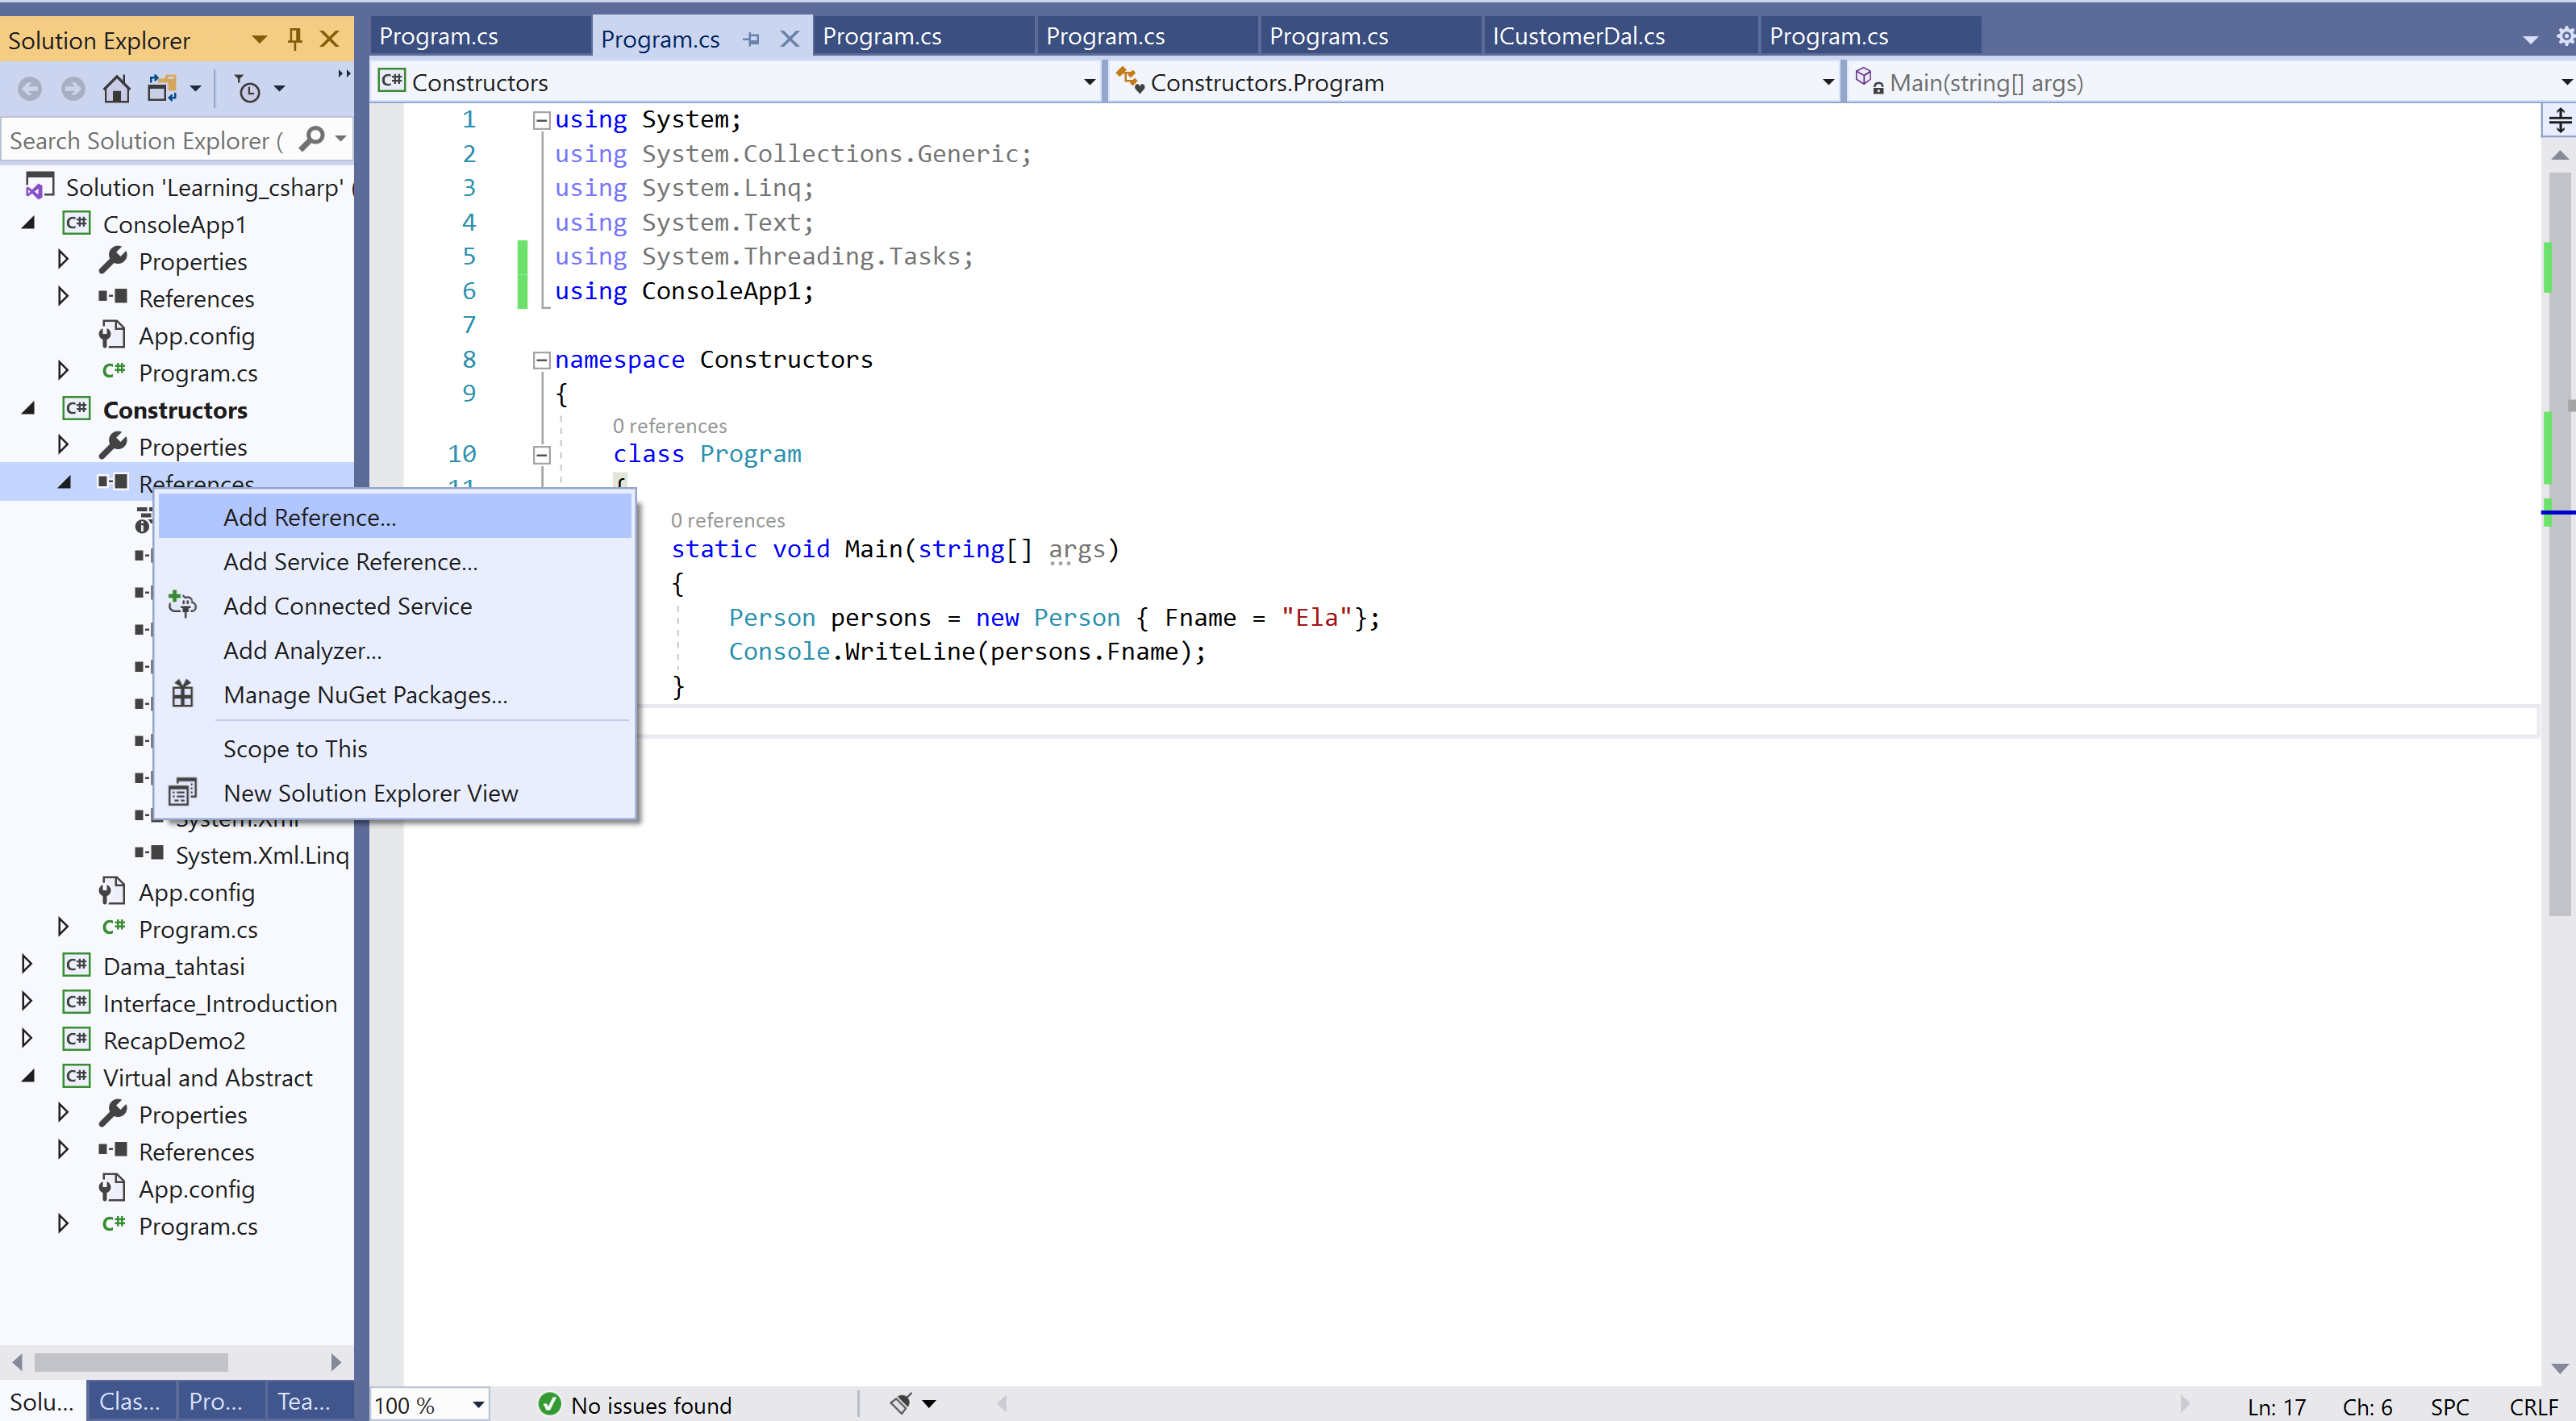 Solution Explorer
Search Solution Explorer (
Solution 'Learning_csharp' (
C# ConsoleApp1
Properties
References
App.config
C# Program.cs
C# Constructors
Properties
References
Add Reference...
Add Service Reference...
Add Connected Service
Add Analyzer...
Manage NuGet Packages...
Scope to This
New Solution Explorer View
System.Xml
System.Xml.Linq
App.config
C# Program.cs
C# Dama_tahtasi
C# Interface_Introduction
C# RecapDemo2
C# Virtual and Abstract
Properties
References
App.config
C# Program.cs
Solu... Clas... Pro... Tea...
Program.cs Program.cs Program.cs Program.cs Program.cs ICustomerDal.cs Program.cs
C# Constructors Constructors.Program Main(string[] args)
1 using System;
2 using System.Collections.Generic;
3 using System.Linq;
4 using System.Text;
5 using System.Threading.Tasks;
6 using ConsoleApp1;
7
8 namespace Constructors
9 {
0 references
10 class Program
11 {
0 references
static void Main(string[] args)
{
Person persons = new Person { Fname = "Ela"};
Console.WriteLine(persons.Fname);
}
100 % No issues found Ln: 17 Ch: 6 SPC CRLF